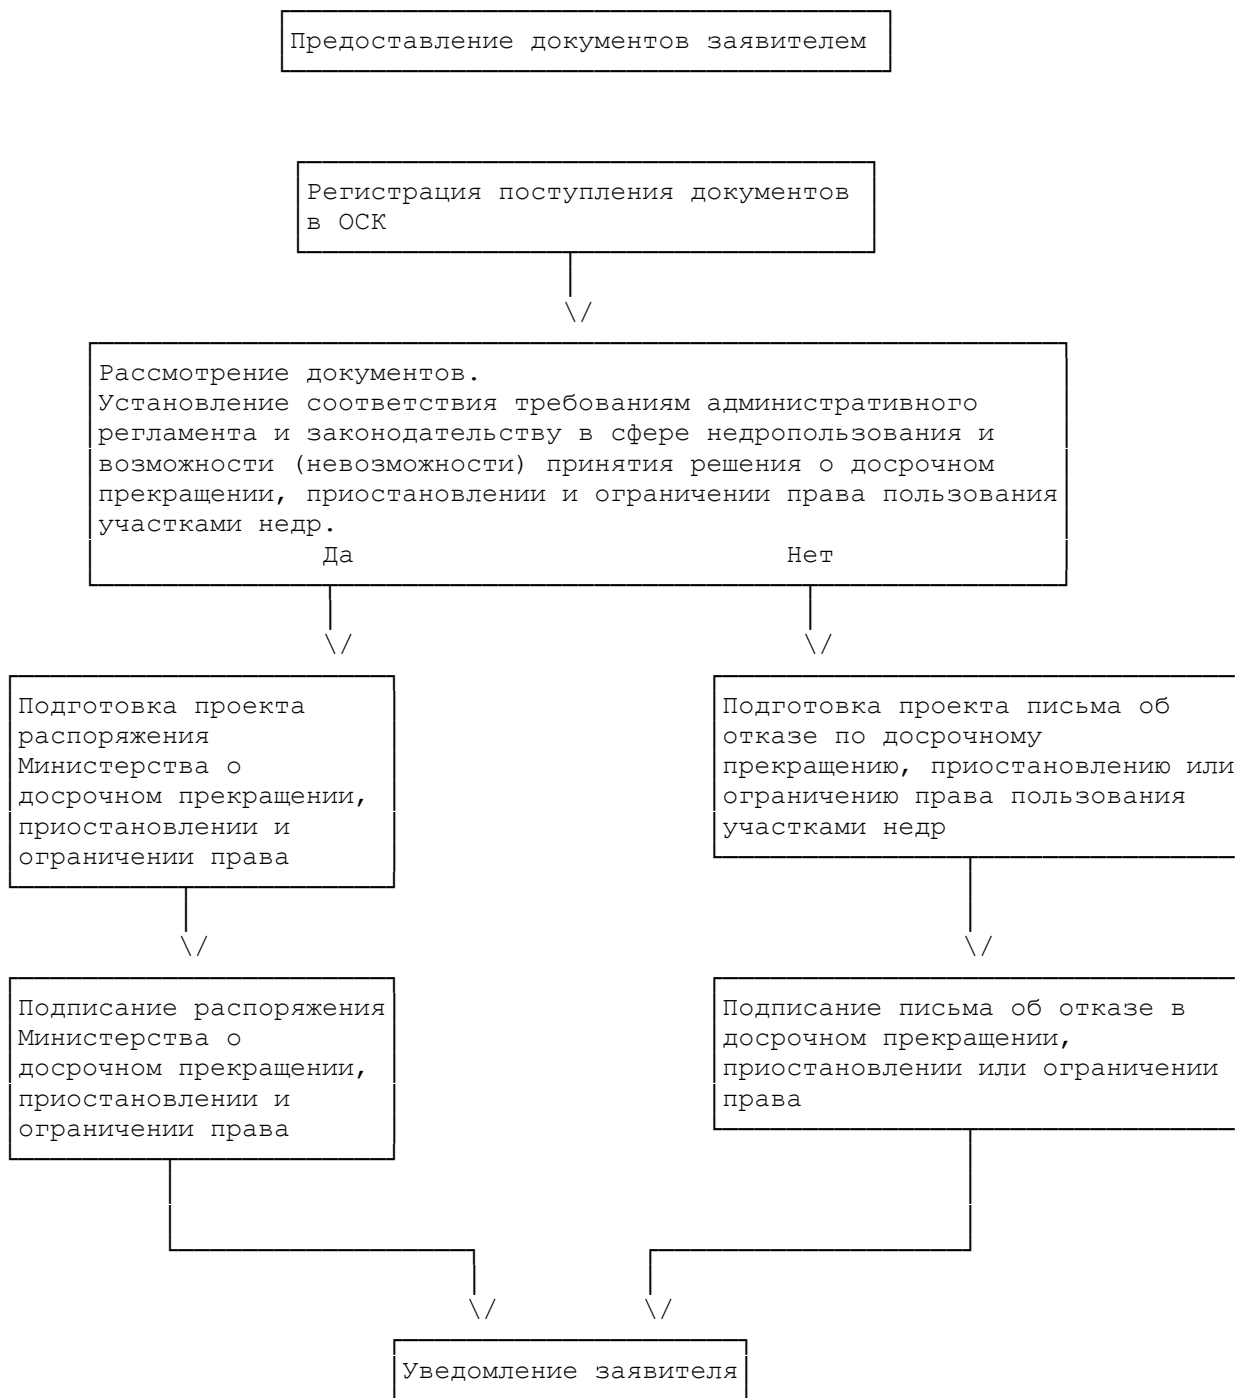 Предоставление документов заявителем
Регистрация поступления документов
в ОСК
\/
Рассмотрение документов.
Установление соответствия требованиям административного
регламента и законодательству в сфере недропользования и
возможности (невозможности) принятия решения о досрочном
прекращении, приостановлении и ограничении права пользования
участками недр.
Да Нет
\/ \/
Подготовка проекта
распоряжения
Министерства о
досрочном прекращении,
приостановлении и
ограничении права
\/
Подготовка проекта письма об
отказе по досрочному
прекращению, приостановлению или
ограничению права пользования
участками недр
\/
Подписание распоряжения
Министерства о
досрочном прекращении,
приостановлении и
ограничении права
Подписание письма об отказе в
досрочном прекращении,
приостановлении или ограничении
права
\/ \/
Уведомление заявителя